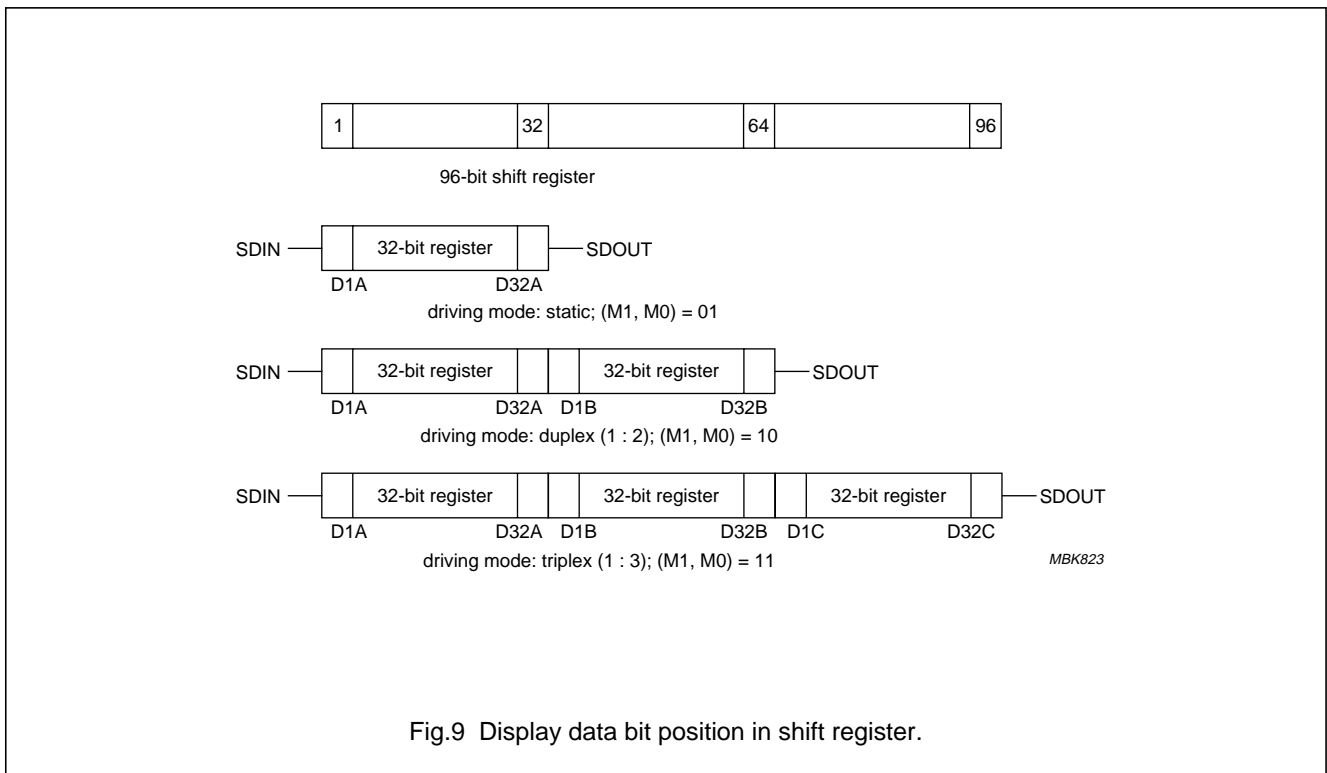 1 32 64 96
96-bit shift register
SDIN 32-bit register SDOUT
D1A D32A
driving mode: static; (M1, M0) = 01
SDIN 32-bit register 32-bit register SDOUT
D1A D32A D1B D32B
driving mode: duplex (1 : 2); (M1, M0) = 10
SDIN 32-bit register 32-bit register 32-bit register SDOUT
D1A D32A D1B D32B D1C D32C
driving mode: triplex (1 : 3); (M1, M0) = 11
MBK823
Fig.9 Display data bit position in shift register.